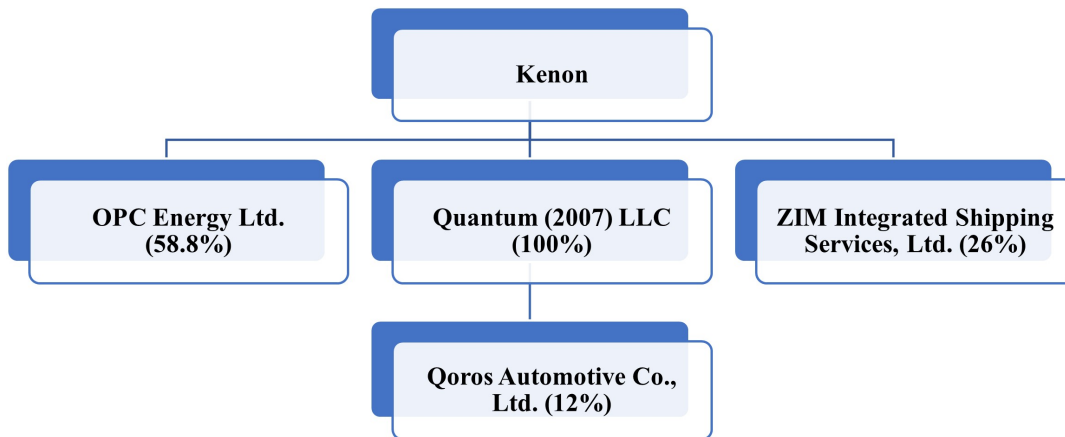 Kenon
OPC Energy Ltd.
(58.8%)
Quantum (2007) LLC
(100%)
ZIM Integrated Shipping
Services, Ltd. (26%)
Qoros Automotive Co.,
Ltd. (12%)